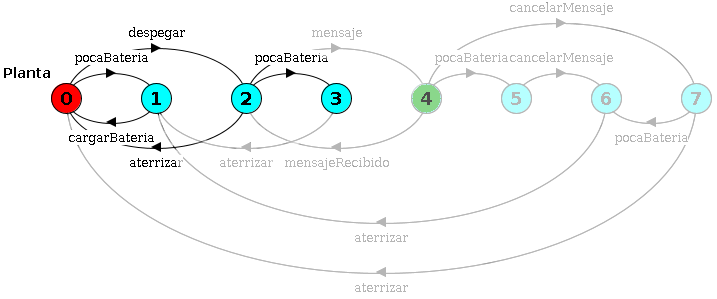 cancelarMensaje
despegar
mensaje
pocaBateria
pocaBateria
pocaBateria
cancelarMensaje
Planta
0
1
2
3
4
5
6
7
cargarBateria
pocaBateria
aterrizar
aterrizar
mensajeRecibido
aterrizar
aterrizar